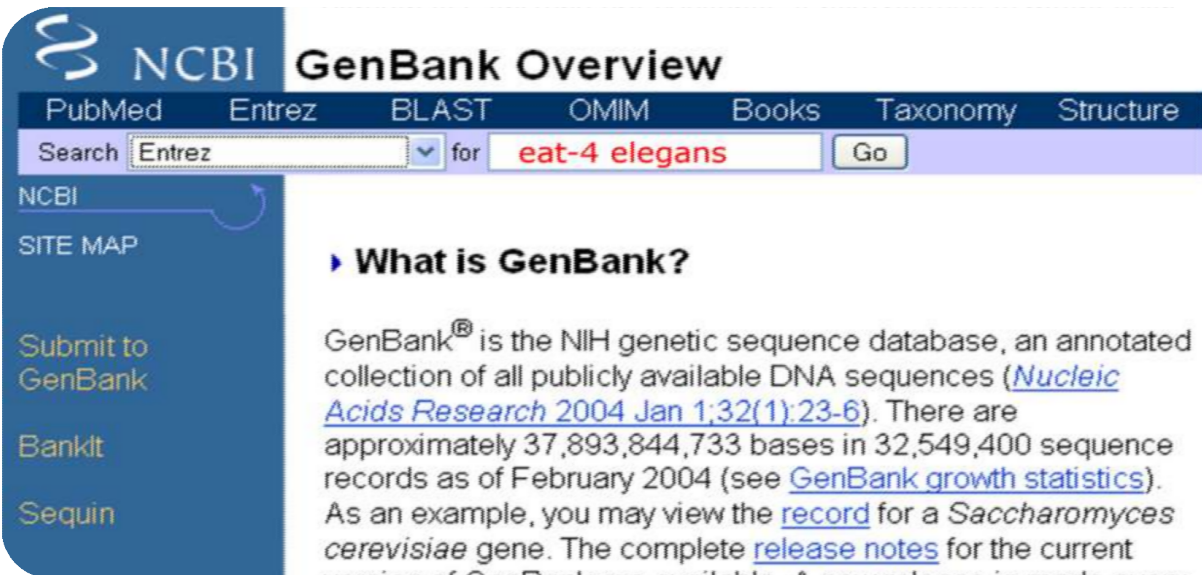 NCBI GenBank Overview
PubMed Entrez BLAST OMIM Books Taxonomy Structure
Search Entrez for eat-4 elegans Go
NCBI
SITE MAP
Submit to
GenBank
BankIt
Sequin
What is GenBank?
GenBank® is the NIH genetic sequence database, an annotated
collection of all publicly available DNA sequences (Nucleic
Acids Research 2004 Jan 1;32(1):23-6). There are
approximately 37,893,844,733 bases in 32,549,400 sequence
records as of February 2004 (see GenBank growth statistics).
As an example, you may view the record for a Saccharomyces
cerevisiae gene. The complete release notes for the current